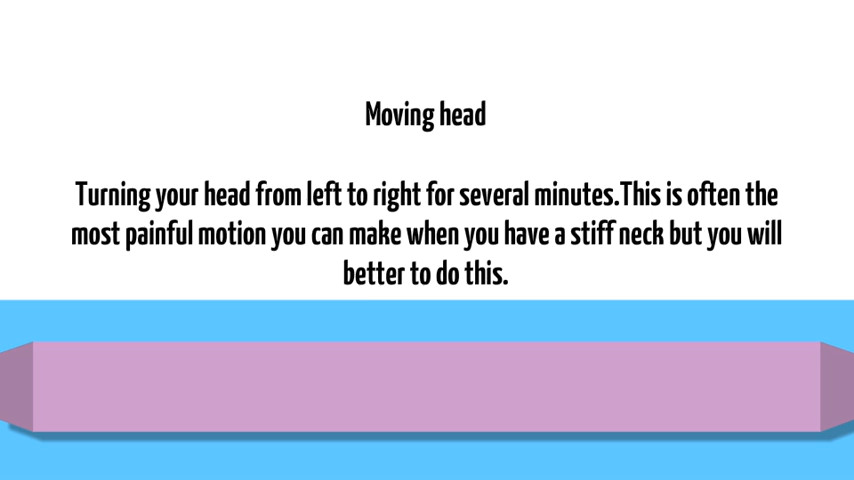 Moving head
Turning your head from left to right for several minutes.This is often the
most painful motion you can make when you have a stiff neck but you will
better to do this.